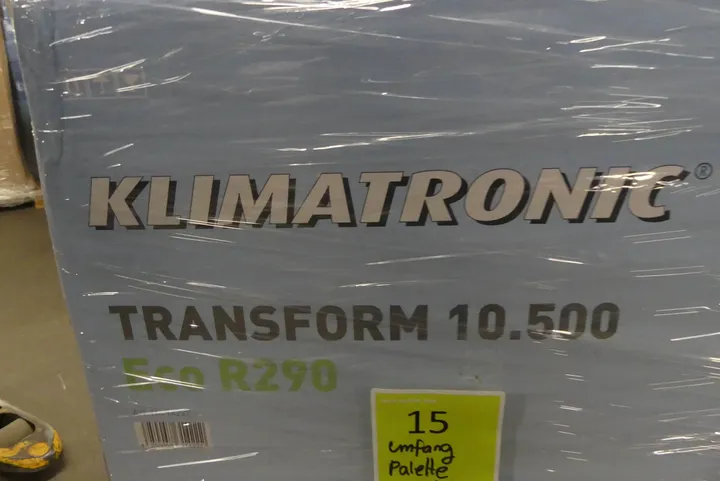 KLIMATRONIC®
TRANSFORM 10.500
Eco R290
15
umfang
Palette